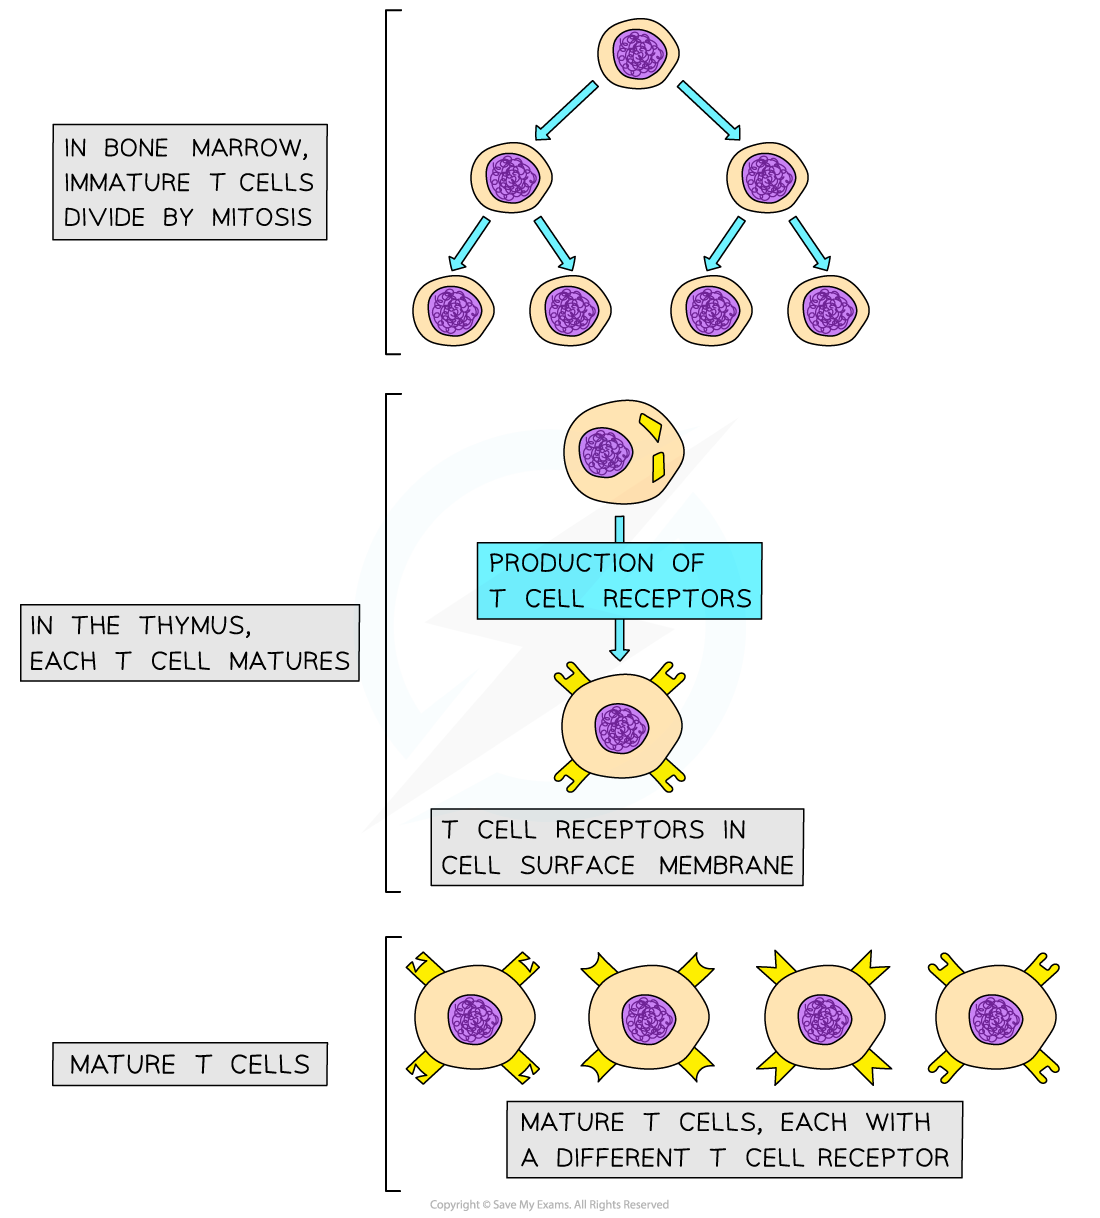 IN BONE MARROW,
IMMATURE T CELLS
DIVIDE BY MITOSIS
IN THE THYMUS,
EACH T CELL MATURES
PRODUCTION OF
T CELL RECEPTORS
T CELL RECEPTORS IN
CELL SURFACE MEMBRANE
MATURE T CELLS
MATURE T CELLS, EACH WITH
A DIFFERENT T CELL RECEPTOR
Copyright © Save My Exams. All Rights Reserved